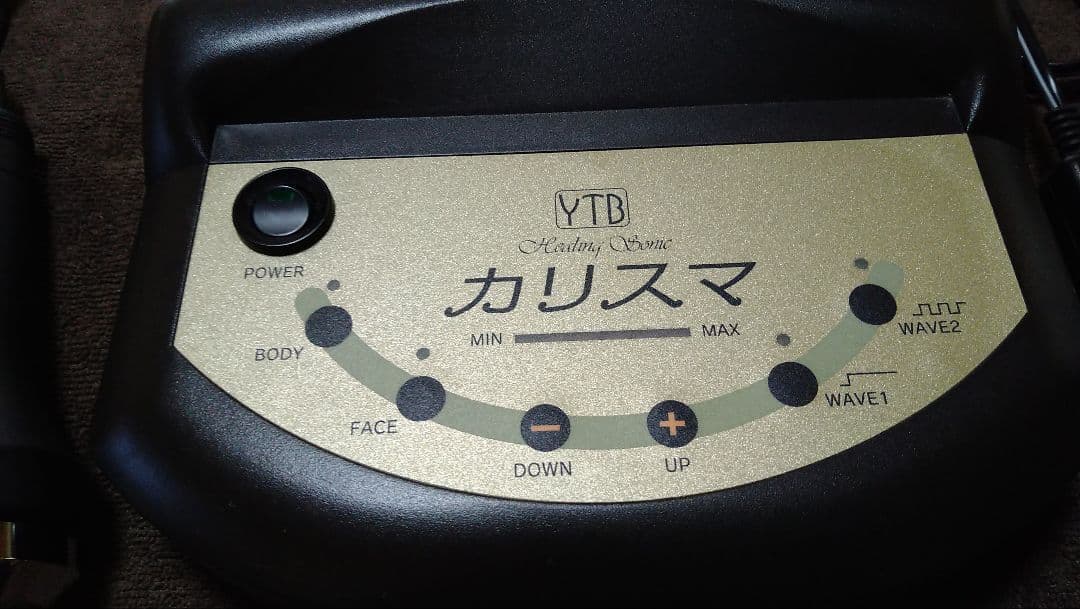 YTB
Healing Sonic
カリスマ
MIN MAX
POWER
BODY
FACE
− DOWN
+ UP
WAVE1
WAVE2